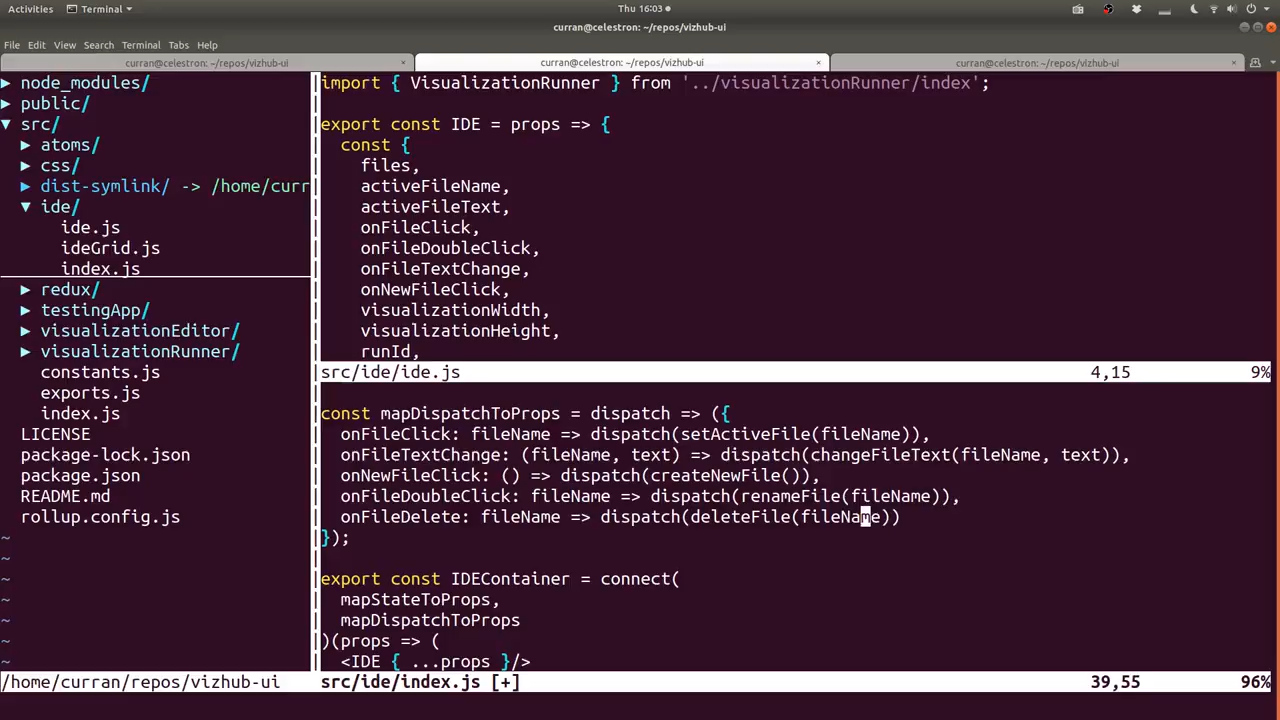 Activities Terminal Thu 16:03
curran@celestron: ~/repos/vizhub-ui
File Edit View Search Terminal Tabs Help
curran@celestron: ~/repos/vizhub-ui × curran@celestron: ~/repos/vizhub-ui × curran@celestron: ~/repos/vizhub-ui ×
▶ node_modules/
▶ public/
▼ src/
▶ atoms/
▶ css/
▶ dist-symlink/ -> /home/curr
▼ ide/
ide.js
ideGrid.js
index.js
▶ redux/
▶ testingApp/
▶ visualizationEditor/
▶ visualizationRunner/
constants.js
exports.js
index.js
LICENSE
package-lock.json
package.json
README.md
rollup.config.js
~
~
~
~
~
~
~
/home/curran/repos/vizhub-ui
import { VisualizationRunner } from '../visualizationRunner/index';
export const IDE = props => {
const {
files,
activeFileName,
activeFileText,
onFileClick,
onFileDoubleClick,
onFileTextChange,
onNewFileClick,
visualizationWidth,
visualizationHeight,
runId,
src/ide/ide.js 4,15 9%
const mapDispatchToProps = dispatch => ({
onFileClick: fileName => dispatch(setActiveFile(fileName)),
onFileTextChange: (fileName, text) => dispatch(changeFileText(fileName, text)),
onNewFileClick: () => dispatch(createNewFile()),
onFileDoubleClick: fileName => dispatch(renameFile(fileName)),
onFileDelete: fileName => dispatch(deleteFile(fileName))
});
export const IDEContainer = connect(
mapStateToProps,
mapDispatchToProps
)(props => (
<IDE { ...props }/>
src/ide/index.js [+] 39,55 96%